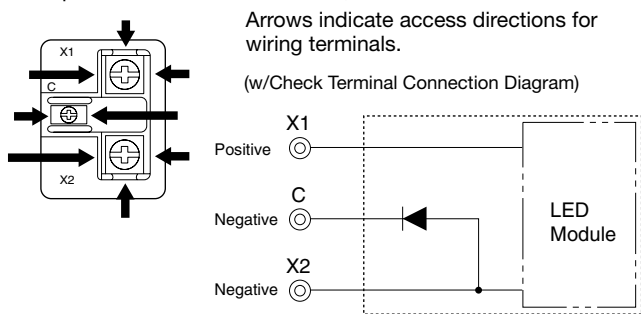 Arrows indicate access directions for
wiring terminals.
(w/Check Terminal Connection Diagram)
X1
C
X2
X1
Positive
C
Negative
X2
Negative
LED
Module